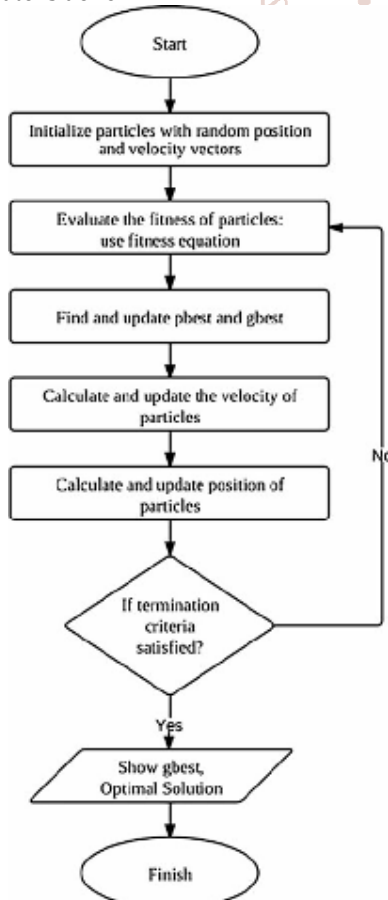 Start
Initialize particles with random position
and velocity vectors
Evaluate the fitness of particles:
use fitness equation
Find and update pbest and gbest
Calculate and update the velocity of
particles
Calculate and update position of
particles
No
If termination
criteria
satisfied?
Yes
Show gbest,
Optimal Solution
Finish